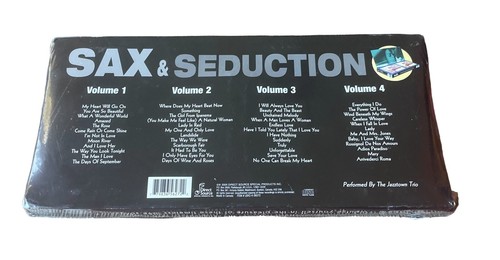 SAX & SEDUCTION
Volume 1
My Heart Will Go On
You Are So Beautiful
What A Wonderful World
Amazed
The Rose
Come Rain Or Come Shine
I'm Not In Love
Moon River
And I Love Her
The Way You Look Tonight
The Man I Love
The Days Of September
Volume 2
Where Does My Heart Beat Now
Something
The Girl From Ipanema
(You Make Me Feel Like) A Natural Woman
Lady In Red
My One And Only Love
Landslide
The Way We Were
Scarborough Fair
It Had To Be You
I Only Have Eyes For You
Days Of Wine And Roses
Volume 3
I Will Always Love You
Beauty And The Beast
Unchained Melody
When A Man Loves A Woman
Endless Love
Have I Told You Lately That I Love You
I Have Nothing
Suddenly
Truly
Unforgettable
Save Your Love
No One Can Break My Heart
Volume 4
Everything I Do
The Power Of Love
Wind Beneath My Wings
Careless Whisper
When I Fall In Love
Lady
Me And Mrs. Jones
Baby, I Love Your Way
Rossignol De Nos Amours
Adios Paradiso
Mary
Arrivederci Roma
Performed By The Jazztown Trio